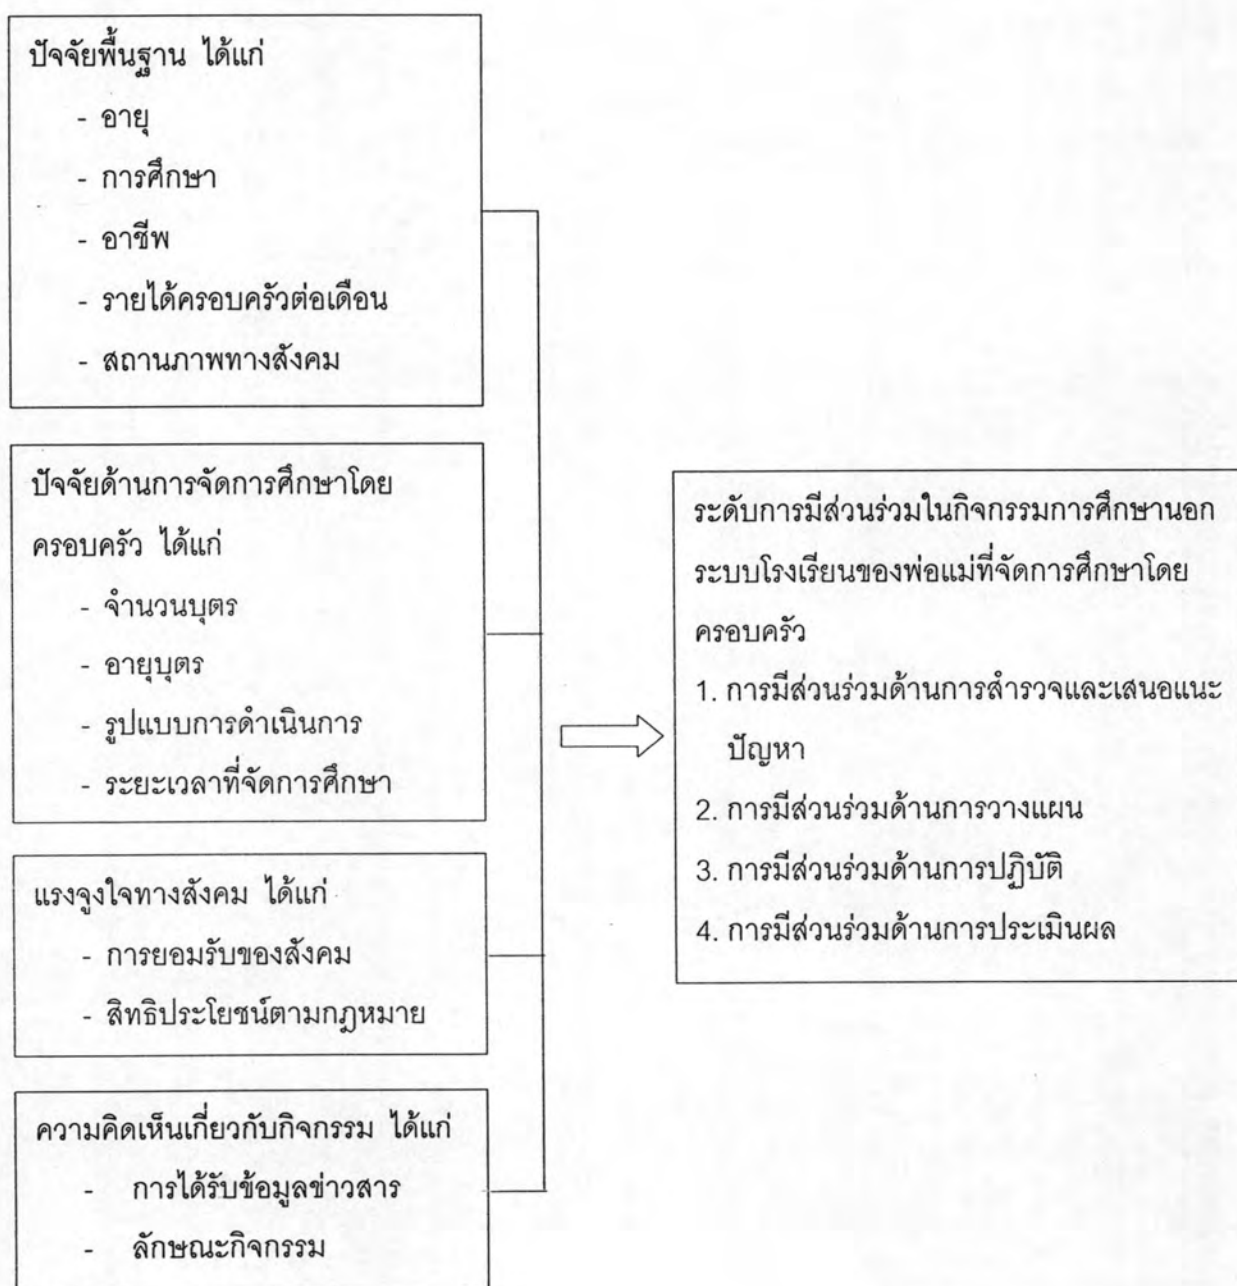 ปัจจัยพื้นฐาน ได้แก่
- อายุ
- การศึกษา
- อาชีพ
- รายได้ครอบครัวต่อเดือน
- สถานภาพทางสังคม
ปัจจัยด้านการจัดการศึกษาโดย
ครอบครัว ได้แก่
- จำนวนบุตร
- อายุบุตร
- รูปแบบการดำเนินการ
- ระยะเวลาที่จัดการศึกษา
แรงจูงใจทางสังคม ได้แก่
- การยอมรับของสังคม
- สิทธิประโยชน์ตามกฎหมาย
ความคิดเห็นเกี่ยวกับกิจกรรม ได้แก่
- การได้รับข้อมูลข่าวสาร
- ลักษณะกิจกรรม
ระดับการมีส่วนร่วมในกิจกรรมการศึกษานอก
ระบบโรงเรียนของพ่อแม่ที่จัดการศึกษาโดย
ครอบครัว
1. การมีส่วนร่วมด้านการสำรวจและเสนอแนะ
ปัญหา
2. การมีส่วนร่วมด้านการวางแผน
3. การมีส่วนร่วมด้านการปฏิบัติ
4. การมีส่วนร่วมด้านการประเมินผล